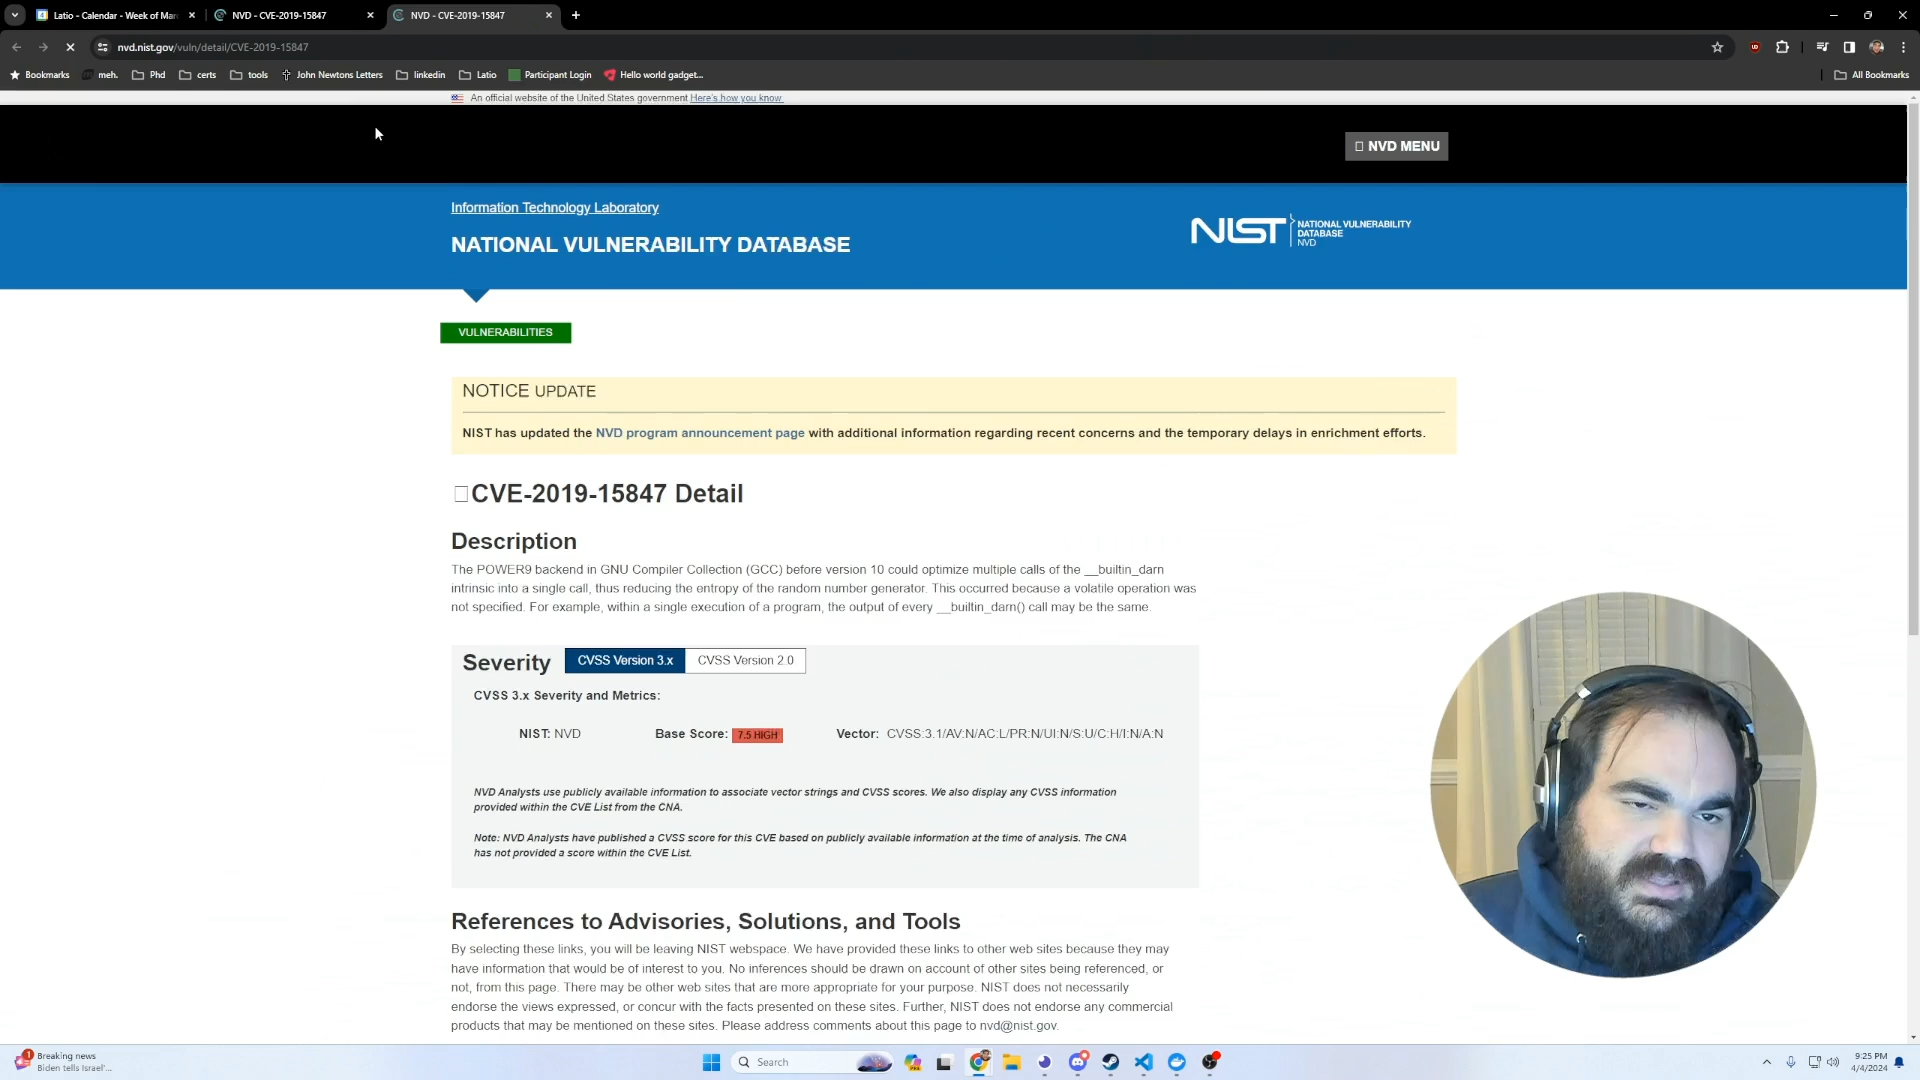 Latio - Calendar - Week of Mar
NVD - CVE-2019-15847
NVD - CVE-2019-15847
nvd.nist.gov/vuln/detail/CVE-2019-15847
Bookmarks
meh.
Phd
certs
tools
John Newtons Letters
linkedin
Latio
Participant Login
Hello world gadget...
All Bookmarks
An official website of the United States government Here's how you know
NVD MENU
Information Technology Laboratory
NATIONAL VULNERABILITY DATABASE
NIST
NATIONAL VULNERABILITY
DATABASE
NVD
VULNERABILITIES
NOTICE UPDATE
NIST has updated the NVD program announcement page with additional information regarding recent concerns and the temporary delays in enrichment efforts.
CVE-2019-15847 Detail
Description
The POWER9 backend in GNU Compiler Collection (GCC) before version 10 could optimize multiple calls of the __builtin_darn
intrinsic into a single call, thus reducing the entropy of the random number generator. This occurred because a volatile operation was
not specified. For example, within a single execution of a program, the output of every __builtin_darn() call may be the same.
Severity
CVSS Version 3.x
CVSS Version 2.0
CVSS 3.x Severity and Metrics:
NIST: NVD
Base Score: 7.5 HIGH
Vector: CVSS:3.1/AV:N/AC:L/PR:N/UI:N/S:U/C:H/I:N/A:N
NVD Analysts use publicly available information to associate vector strings and CVSS scores. We also display any CVSS information
provided within the CVE List from the CNA.
Note: NVD Analysts have published a CVSS score for this CVE based on publicly available information at the time of analysis. The CNA
has not provided a score within the CVE List.
References to Advisories, Solutions, and Tools
By selecting these links, you will be leaving NIST webspace. We have provided these links to other web sites because they may
have information that would be of interest to you. No inferences should be drawn on account of other sites being referenced, or
not, from this page. There may be other web sites that are more appropriate for your purpose. NIST does not necessarily
endorse the views expressed, or concur with the facts presented on these sites. Further, NIST does not endorse any commercial
products that may be mentioned on these sites. Please address comments about this page to nvd@nist.gov.
1
Breaking news
Biden tells Israel'...
Search
9:25 PM
4/4/2024